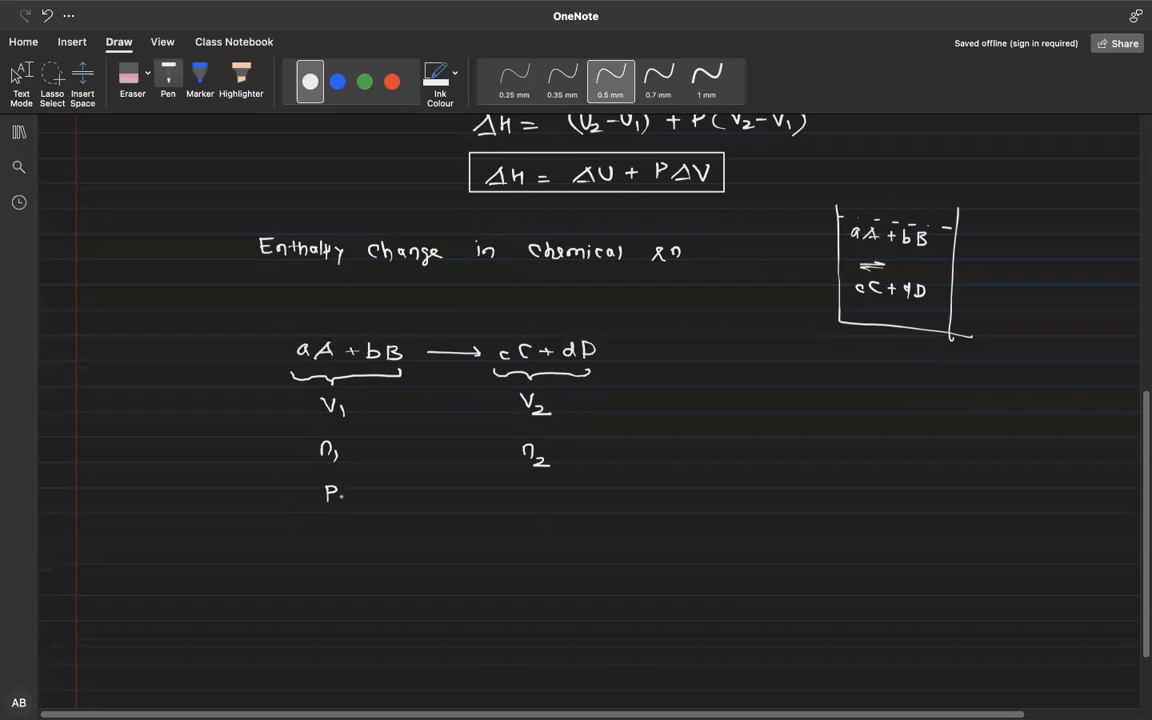 OneNote
Home Insert Draw View Class Notebook
Saved offline (sign in required) Share
Text Mode
Lasso Select
Insert Space
Eraser
Pen
Marker
Highlighter
Ink Colour
0.25 mm 0.35 mm 0.5 mm 0.7 mm 1 mm
ΔH = (U₂-U₁) + P(V₂-V₁)
ΔH = ΔU + PΔV
Enthalpy change in chemical rxn
aA + bB
⇌
cC + dD
aA + bB ⟶ cC + dD
V₁ V₂
n₁ n₂
P
AB